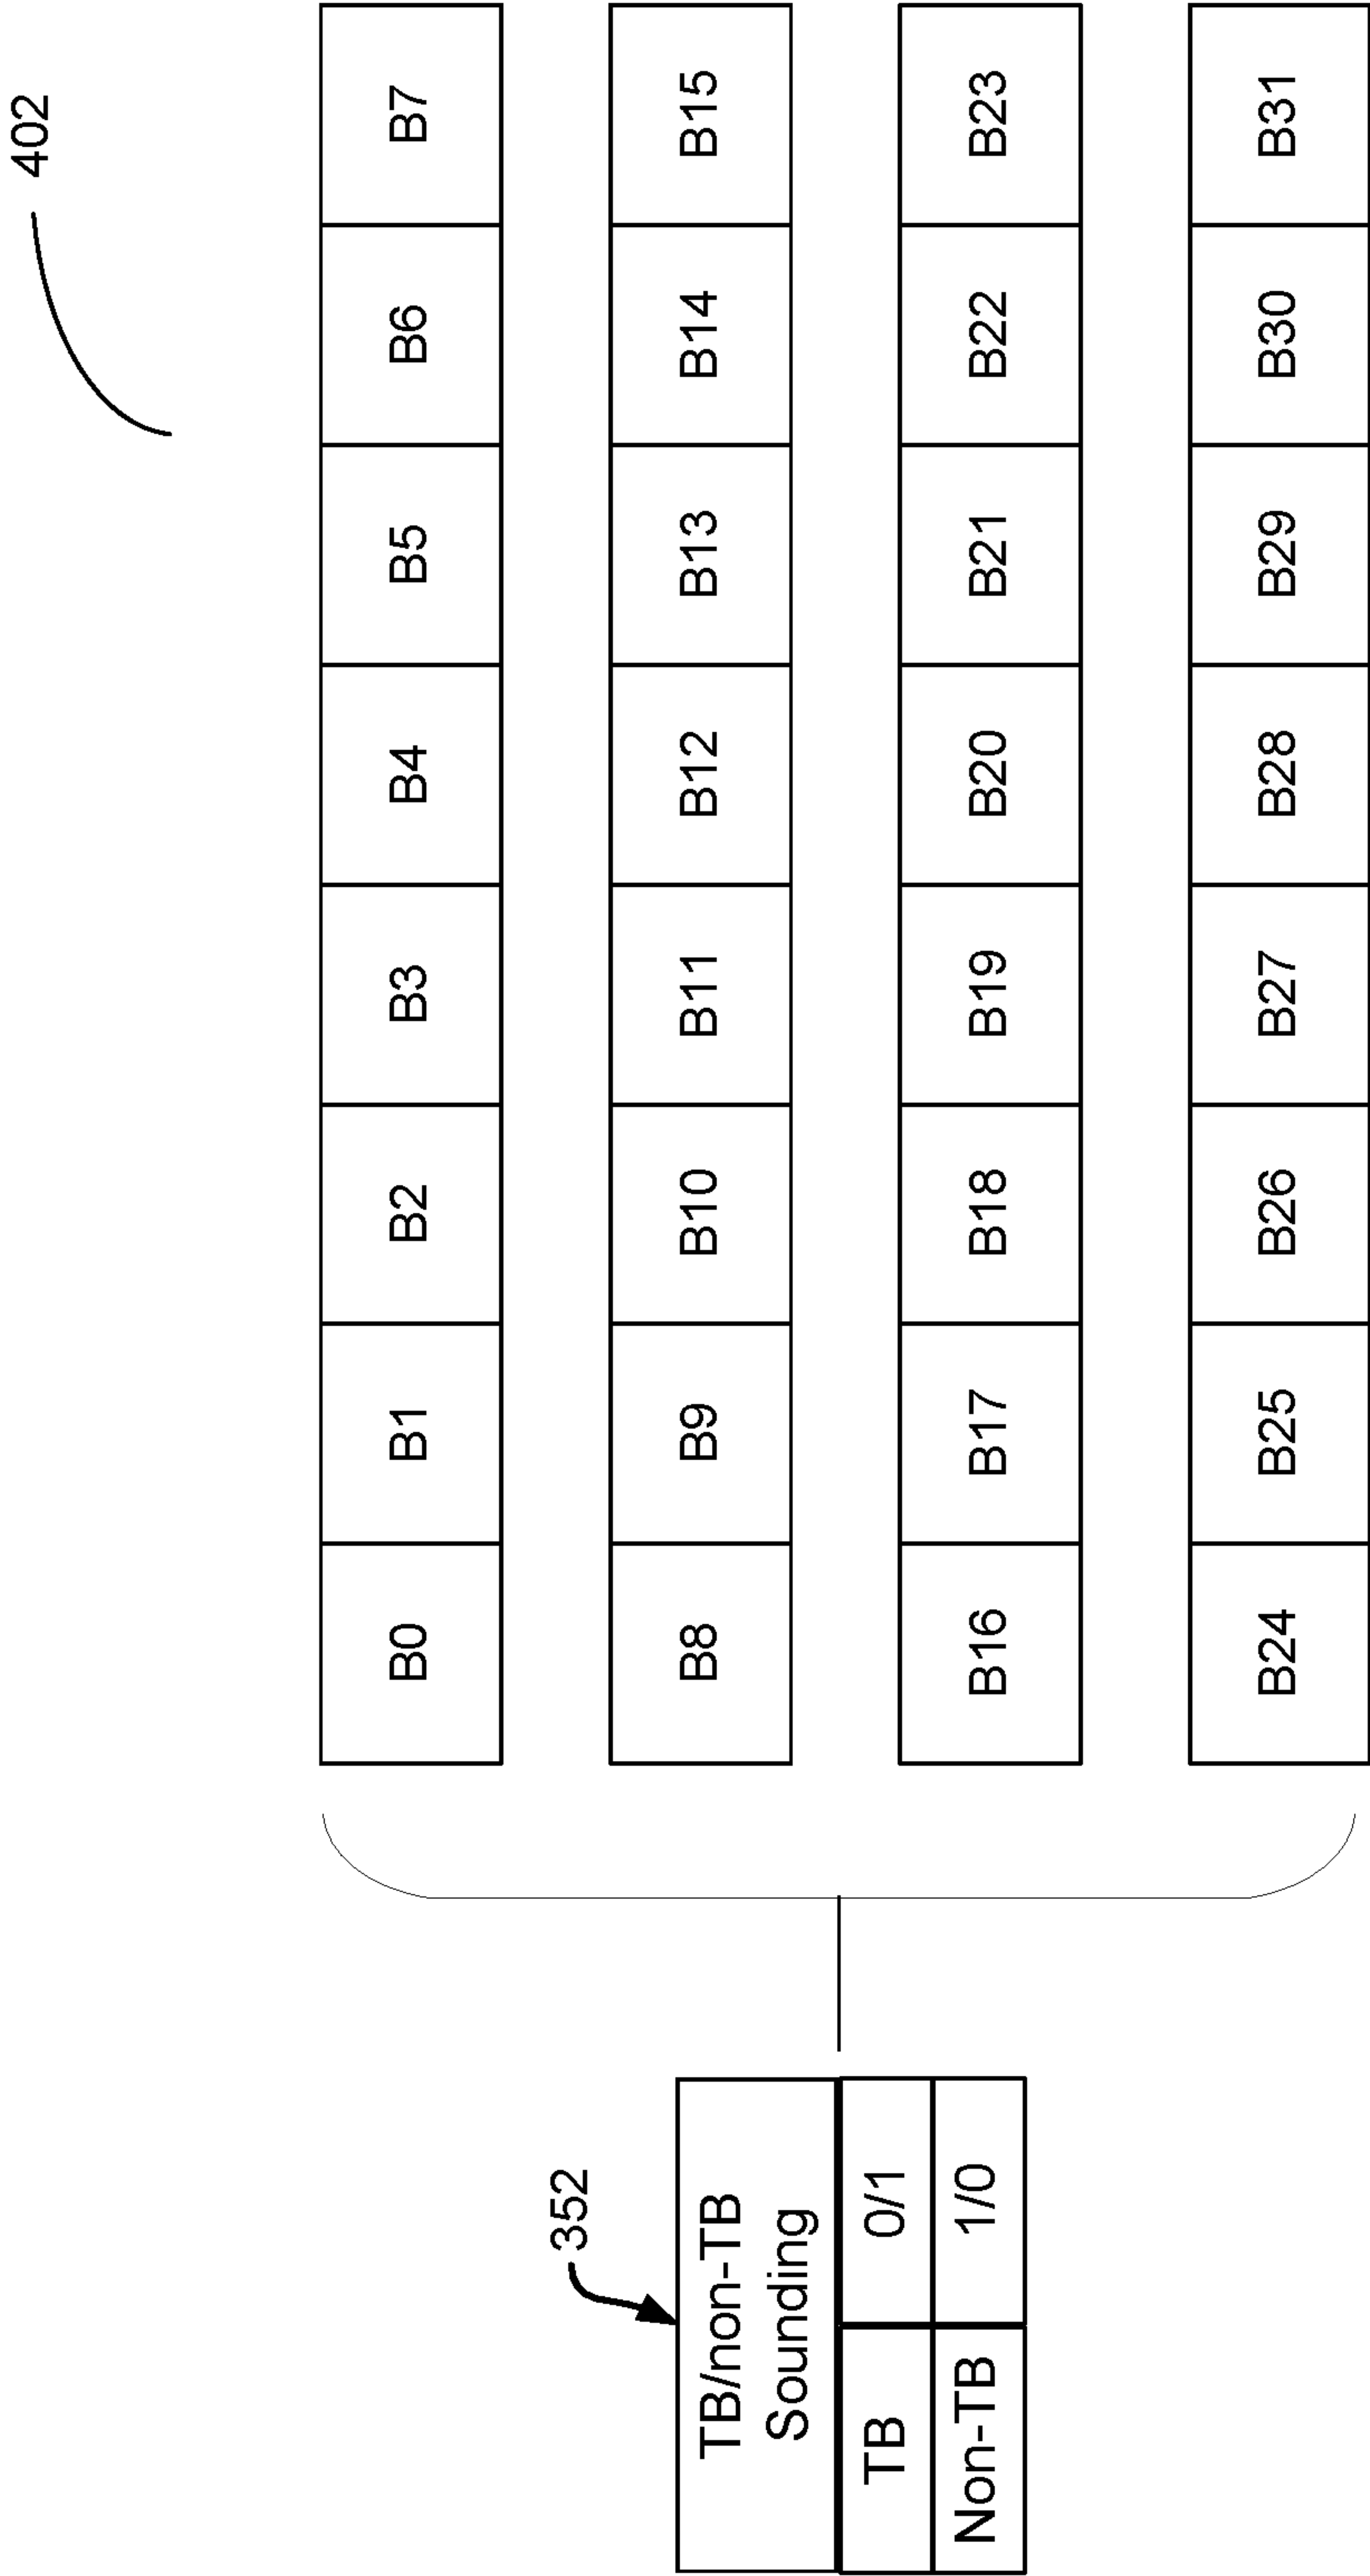 402
B0 B1 B2 B3 B4 B5 B6 B7
B8 B9 B10 B11 B12 B13 B14 B15
B16 B17 B18 B19 B20 B21 B22 B23
B24 B25 B26 B27 B28 B29 B30 B31
352
TB/non-TB
Sounding
TB 0/1
Non-TB 1/0